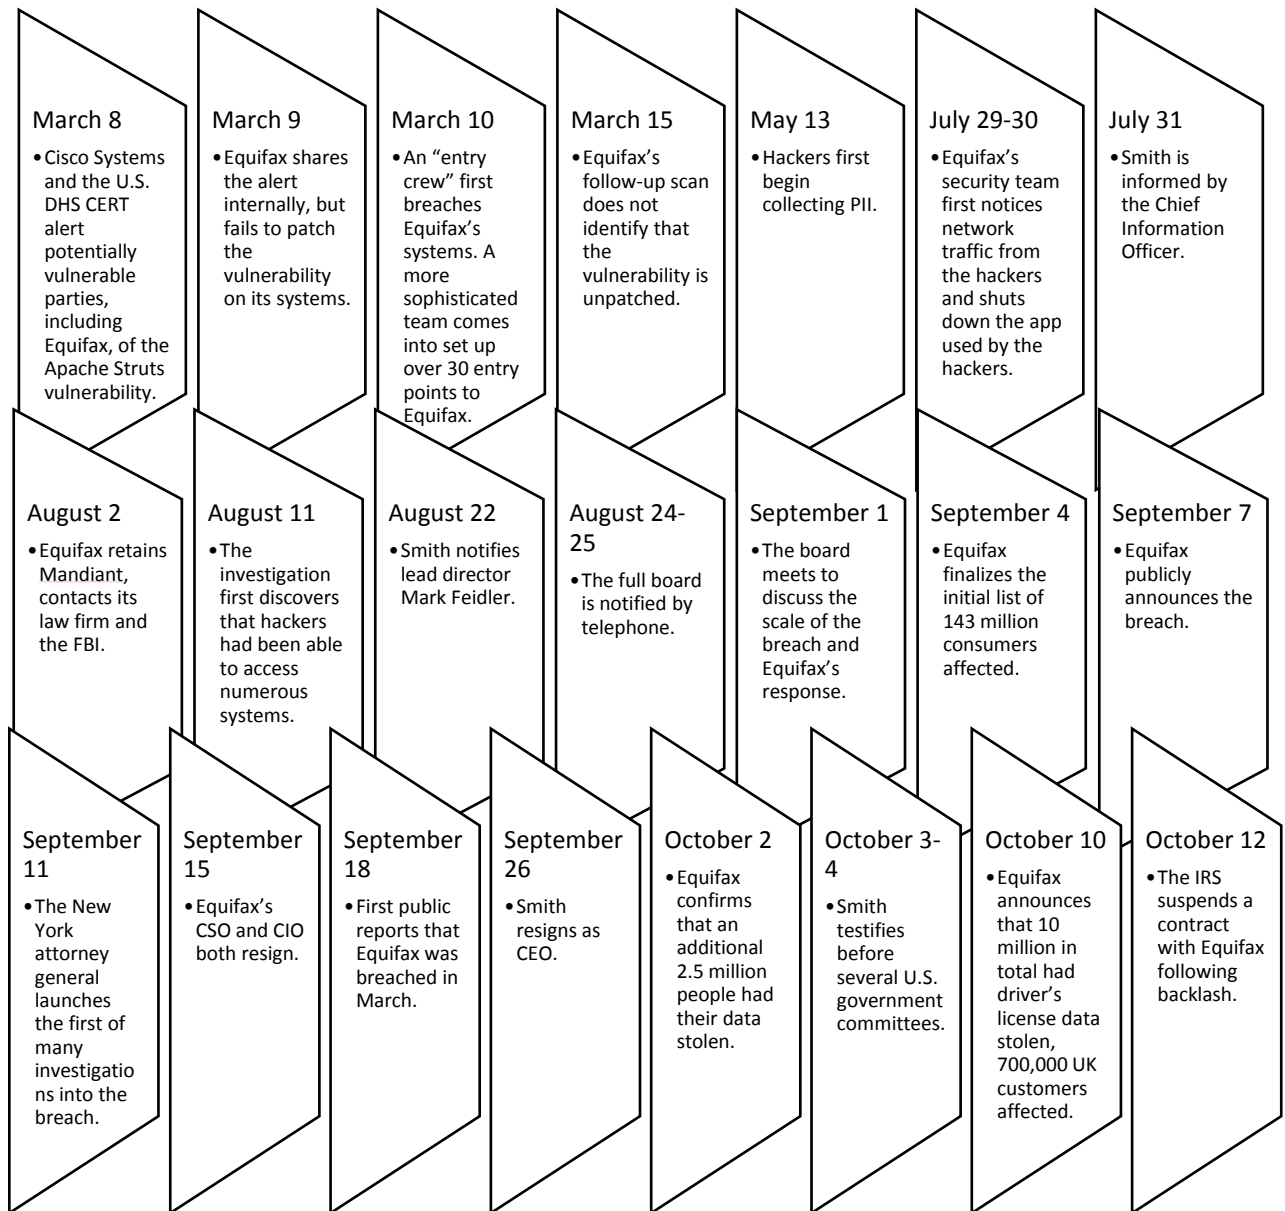 March 8
•Cisco Systems
and the U.S.
DHS CERT
alert
potentially
vulnerable
parties,
including
Equifax, of the
Apache Struts
vulnerability.
March 9
•Equifax shares
the alert
internally, but
fails to patch
the
vulnerability
on its systems.
March 10
•An “entry
crew” first
breaches
Equifax’s
systems. A
more
sophisticated
team comes
into set up
over 30 entry
points to
Equifax.
March 15
•Equifax’s
follow-up scan
does not
identify that
the
vulnerability is
unpatched.
May 13
•Hackers first
begin
collecting PII.
July 29-30
•Equifax’s
security team
first notices
network
traffic from
the hackers
and shuts
down the app
used by the
hackers.
July 31
•Smith is
informed by
the Chief
Information
Officer.
August 2
•Equifax retains
Mandiant,
contacts its
law firm and
the FBI.
August 11
•The
investigation
first discovers
that hackers
had been able
to access
numerous
systems.
August 22
•Smith notifies
lead director
Mark Feidler.
August 24-
25
•The full board
is notified by
telephone.
September 1
•The board
meets to
discuss the
scale of the
breach and
Equifax’s
response.
September 4
•Equifax
finalizes the
initial list of
143 million
consumers
affected.
September 7
•Equifax
publicly
announces the
breach.
September
11
•The New
York
attorney
general
launches
the first of
many
investigatio
ns into the
breach.
September
15
•Equifax’s
CSO and CIO
both resign.
September
18
•First public
reports that
Equifax was
breached in
March.
September
26
•Smith
resigns as
CEO.
October 2
•Equifax
confirms
that an
additional
2.5 million
people had
their data
stolen.
October 3-
4
•Smith
testifies
before
several U.S.
government
committees.
October 10
•Equifax
announces
that 10
million in
total had
driver’s
license data
stolen,
700,000 UK
customers
affected.
October 12
•The IRS
suspends a
contract
with Equifax
following
backlash.